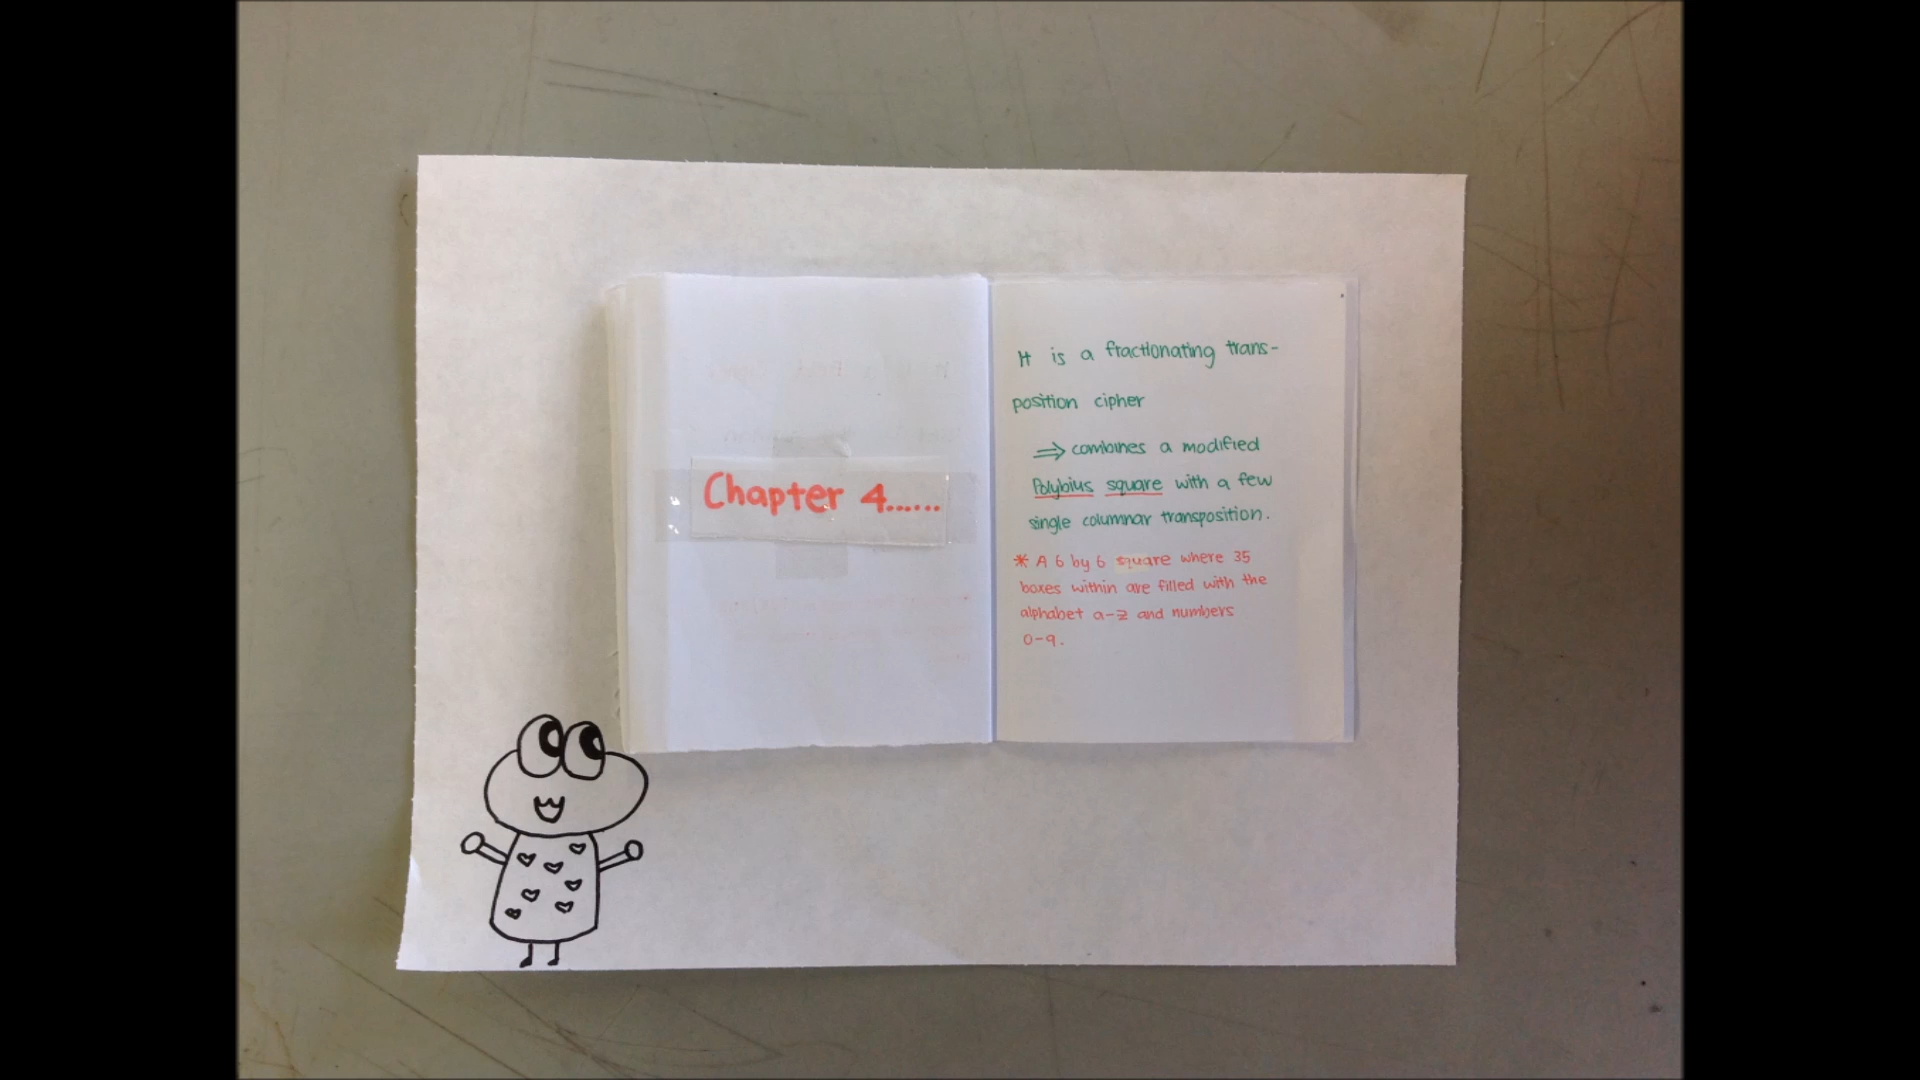 Chapter 4......
It is a fractionating trans-
position cipher
⇒ combines a modified
Polybius square with a few
single columnar transposition.
* A 6 by 6 square where 35
boxes within are filled with the
alphabet a-z and numbers
0-9.